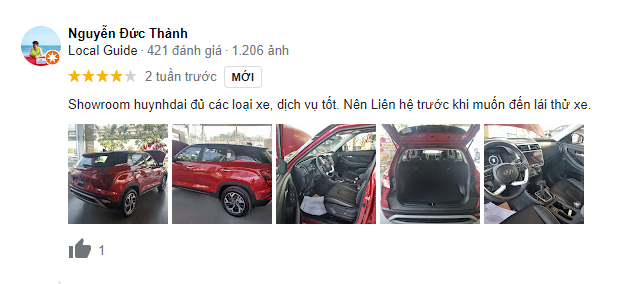 Nguyễn Đức Thành
Local Guide · 421 đánh giá · 1.206 ảnh
2 tuần trước MỚI
Showroom huynhdai đủ các loại xe, dịch vụ tốt. Nên Liên hệ trước khi muốn đến lái thử xe.
1